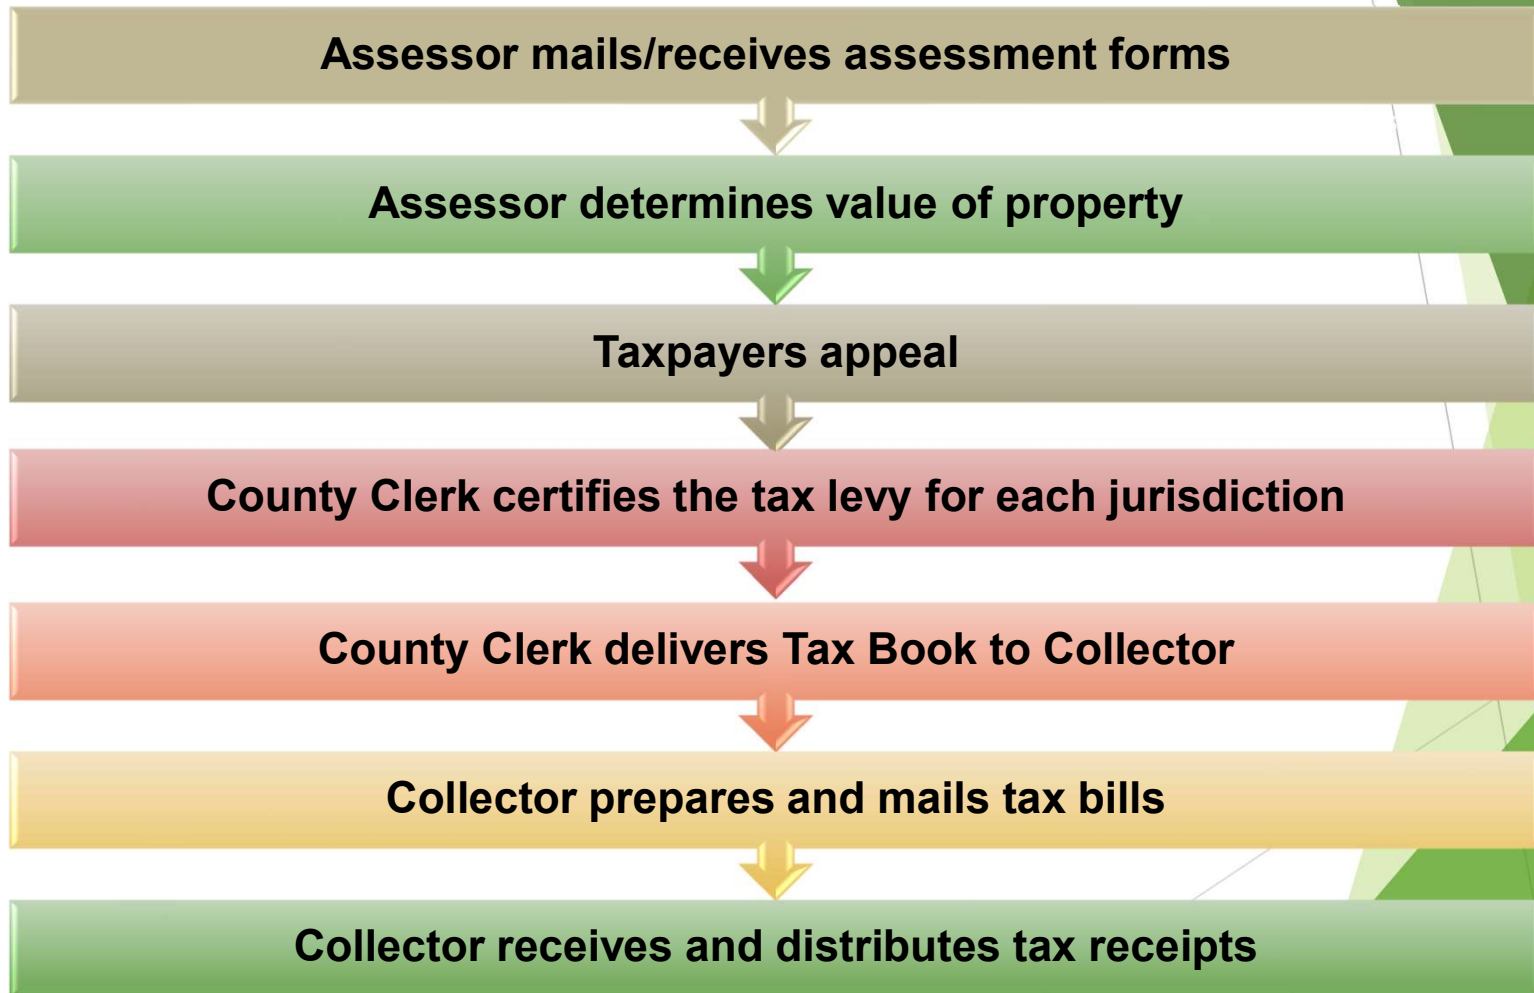 Assessor mails/receives assessment forms
Assessor determines value of property
Taxpayers appeal
County Clerk certifies the tax levy for each jurisdiction
County Clerk delivers Tax Book to Collector
Collector prepares and mails tax bills
Collector receives and distributes tax receipts